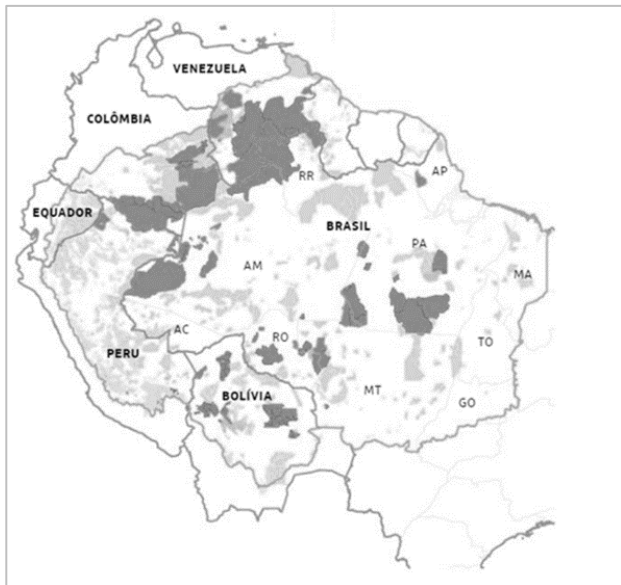 VENEZUELA
COLÔMBIA
RR
AP
EQUADOR
BRASIL
PA
AM
MA
AC
RO
TO
PERU
BOLÍVIA
MT
GO